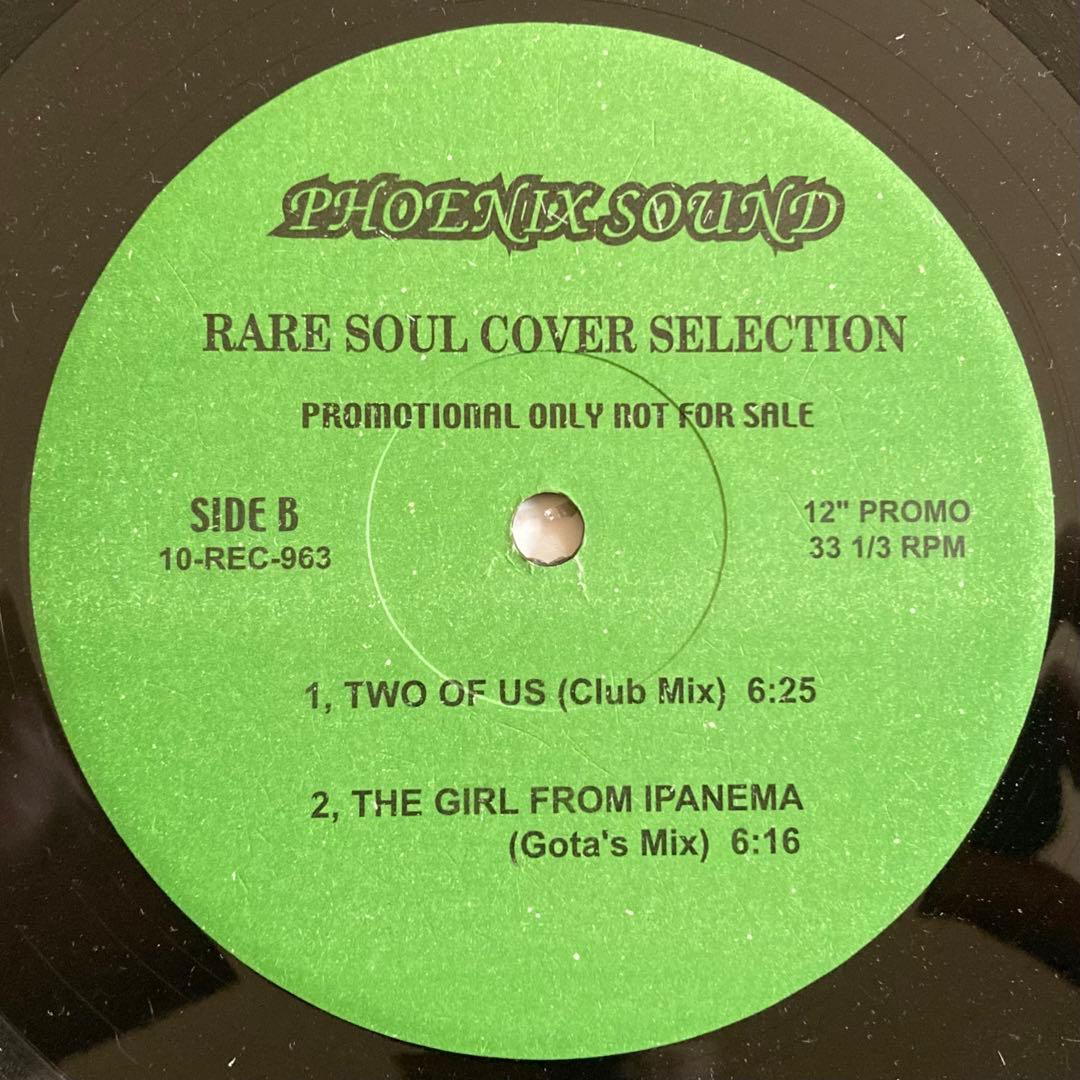 PHOENIX SOUND
RARE SOUL COVER SELECTION
PROMOTIONAL ONLY NOT FOR SALE
SIDE B
10-REC-963
12" PROMO
33 1/3 RPM
1, TWO OF US (Club Mix) 6:25
2, THE GIRL FROM IPANEMA
(Gota's Mix) 6:16